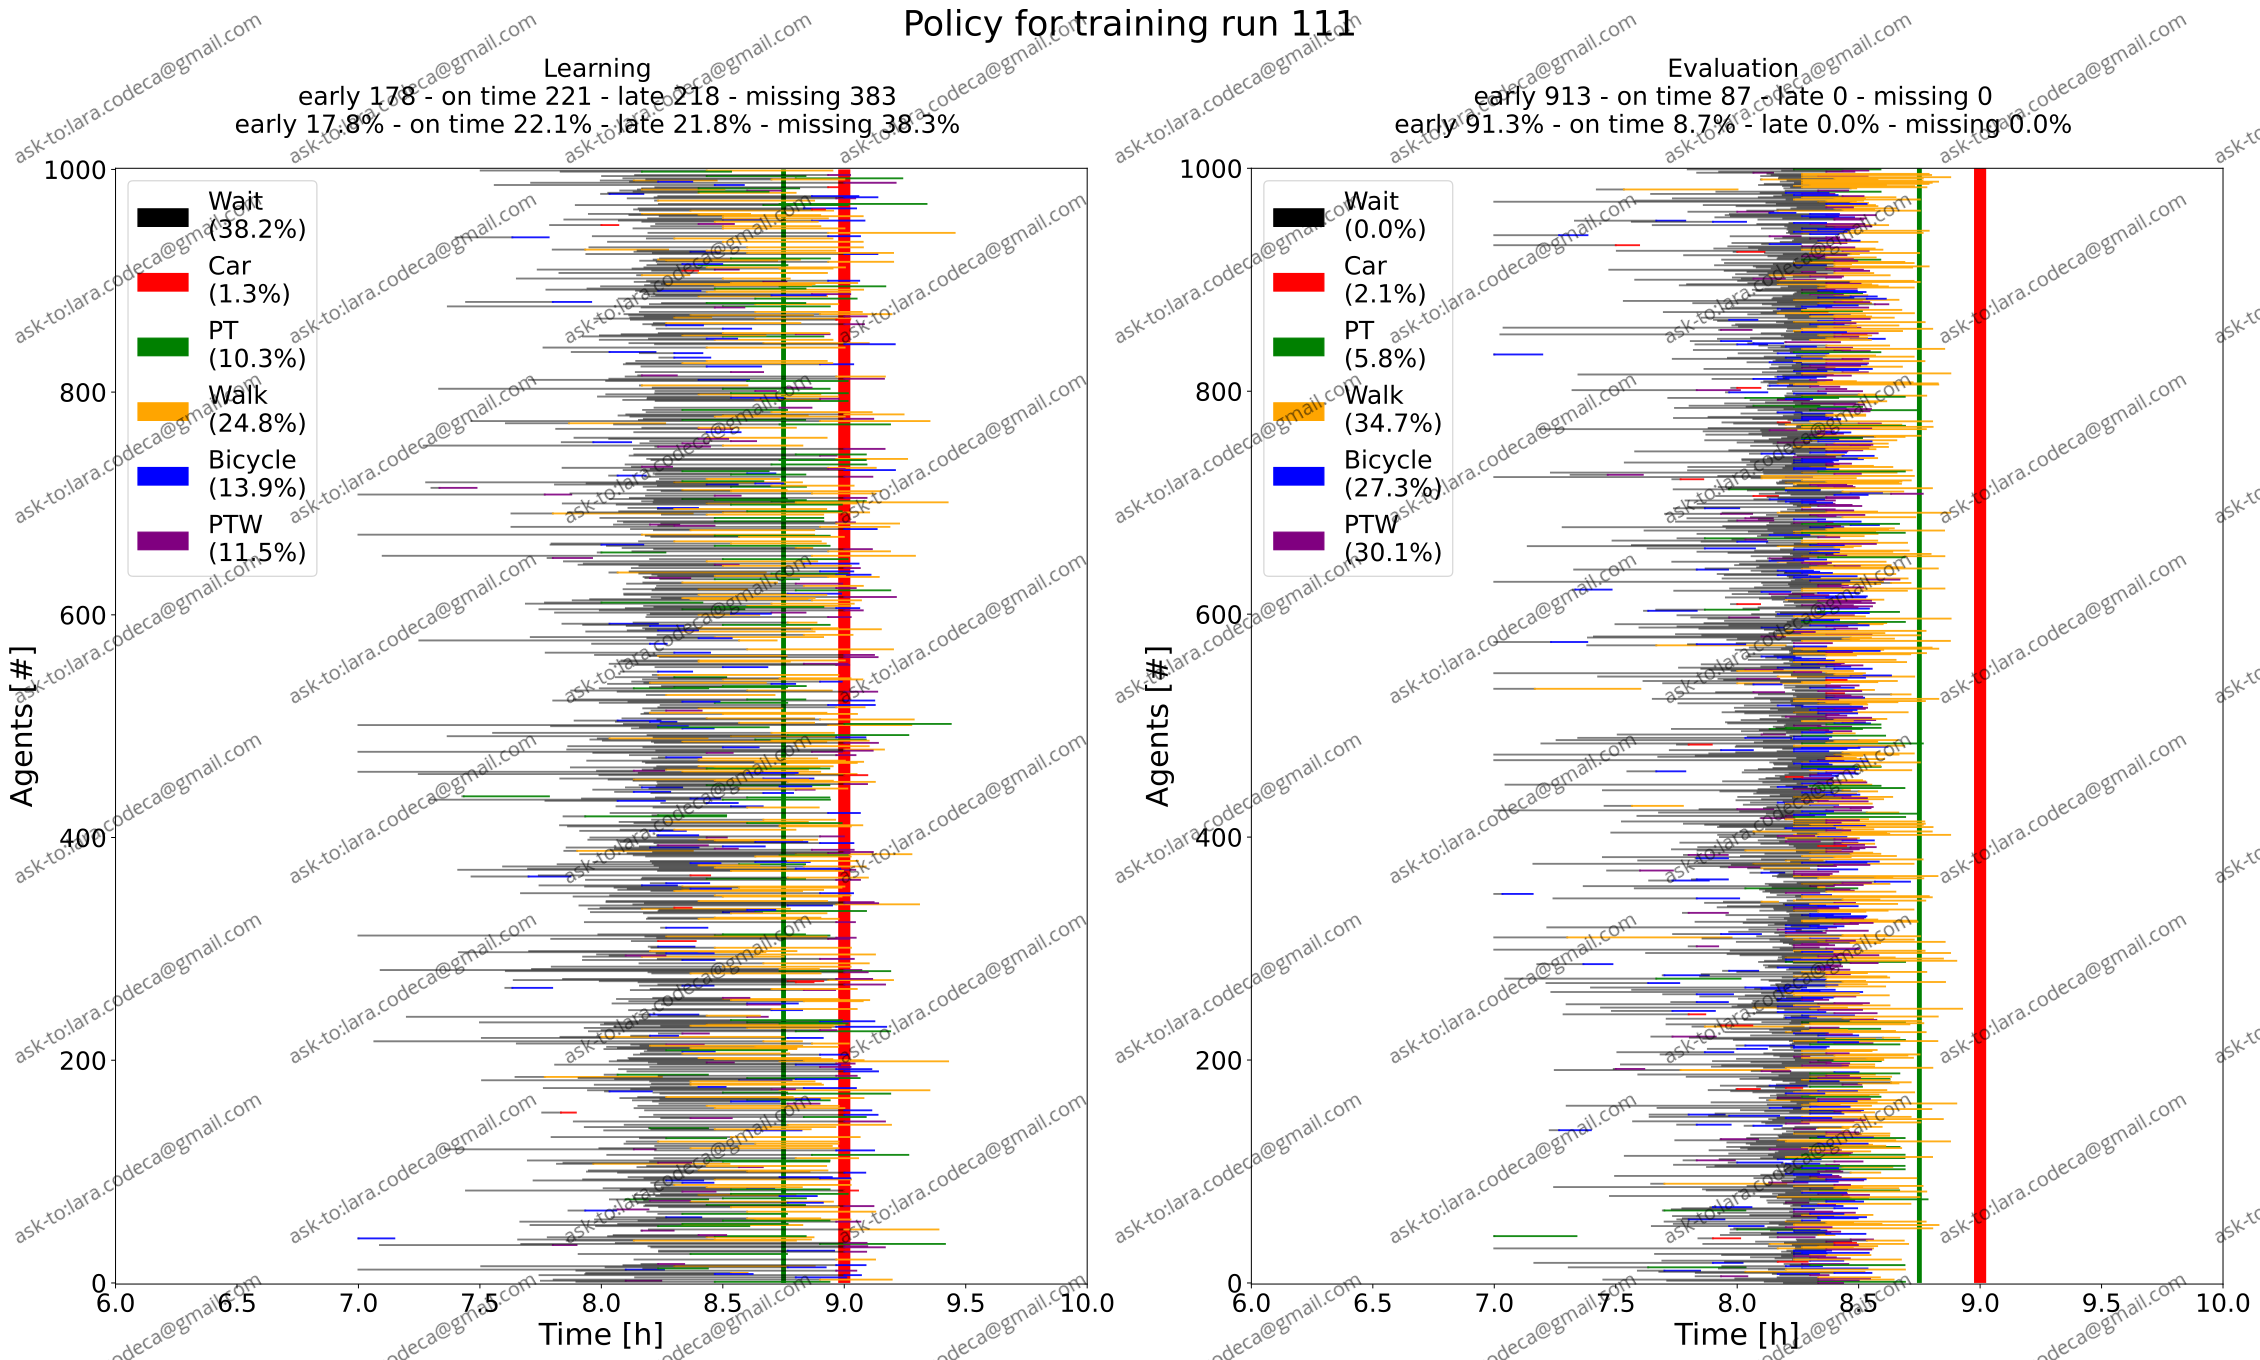 Policy for training run 111
Learning
early 178 - on time 221 - late 218 - missing 383
early 17.8% - on time 22.1% - late 21.8% - missing 38.3%
Wait
(38.2%)
Car
(1.3%)
PT
(10.3%)
Walk
(24.8%)
Bicycle
(13.9%)
PTW
(11.5%)
1000
800
600
400
200
0
Agents [#]
6.0 6.5 7.0 7.5 8.0 8.5 9.0 9.5 10.0
Time [h]
Evaluation
early 913 - on time 87 - late 0 - missing 0
early 91.3% - on time 8.7% - late 0.0% - missing 0.0%
Wait
(0.0%)
Car
(2.1%)
PT
(5.8%)
Walk
(34.7%)
Bicycle
(27.3%)
PTW
(30.1%)
1000
800
600
400
200
0
Agents [#]
6.0 6.5 7.0 7.5 8.0 8.5 9.0 9.5 10.0
Time [h]
ask-to:lara.codeca@gmail.com